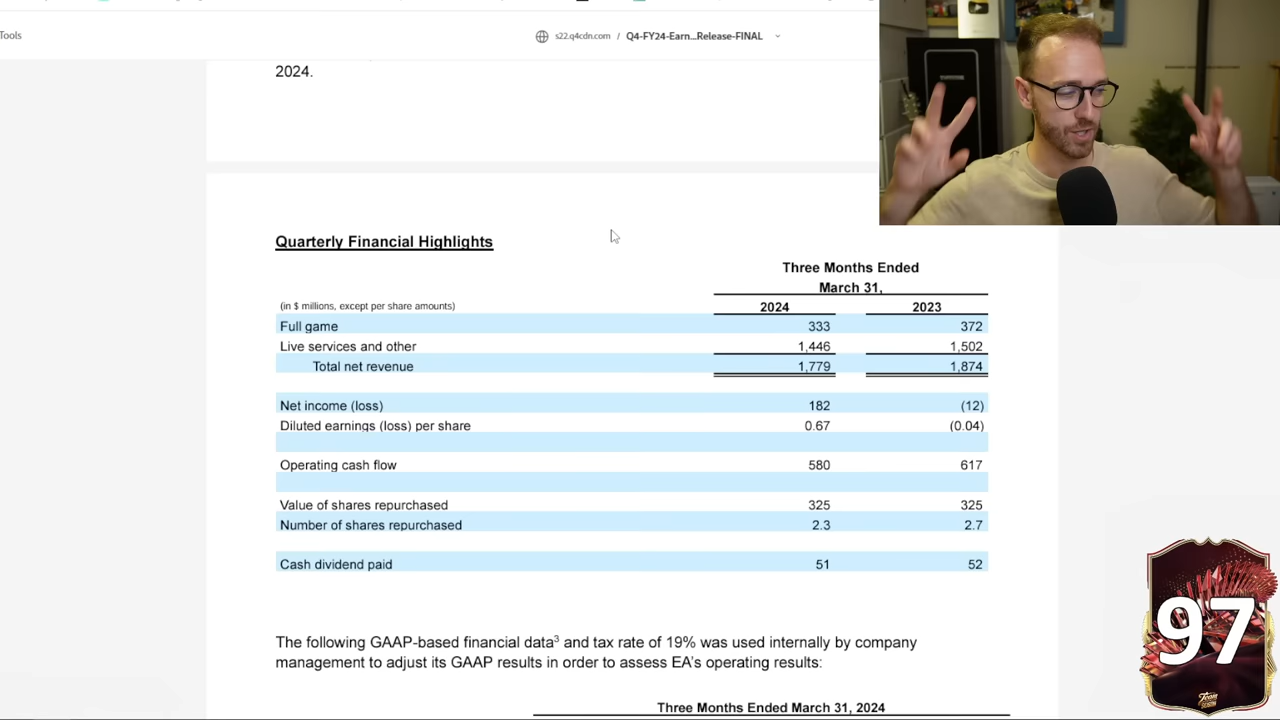 Tools
s22.q4cdn.com / Q4-FY24-Earn...Release-FINAL
2024.
Quarterly Financial Highlights
Three Months Ended
March 31,
(in $ millions, except per share amounts) 2024 2023
Full game 333 372
Live services and other 1,446 1,502
Total net revenue 1,779 1,874
Net income (loss) 182 (12)
Diluted earnings (loss) per share 0.67 (0.04)
Operating cash flow 580 617
Value of shares repurchased 325 325
Number of shares repurchased 2.3 2.7
Cash dividend paid 51 52
The following GAAP-based financial data³ and tax rate of 19% was used internally by company
management to adjust its GAAP results in order to assess EA's operating results:
Three Months Ended March 31, 2024
97